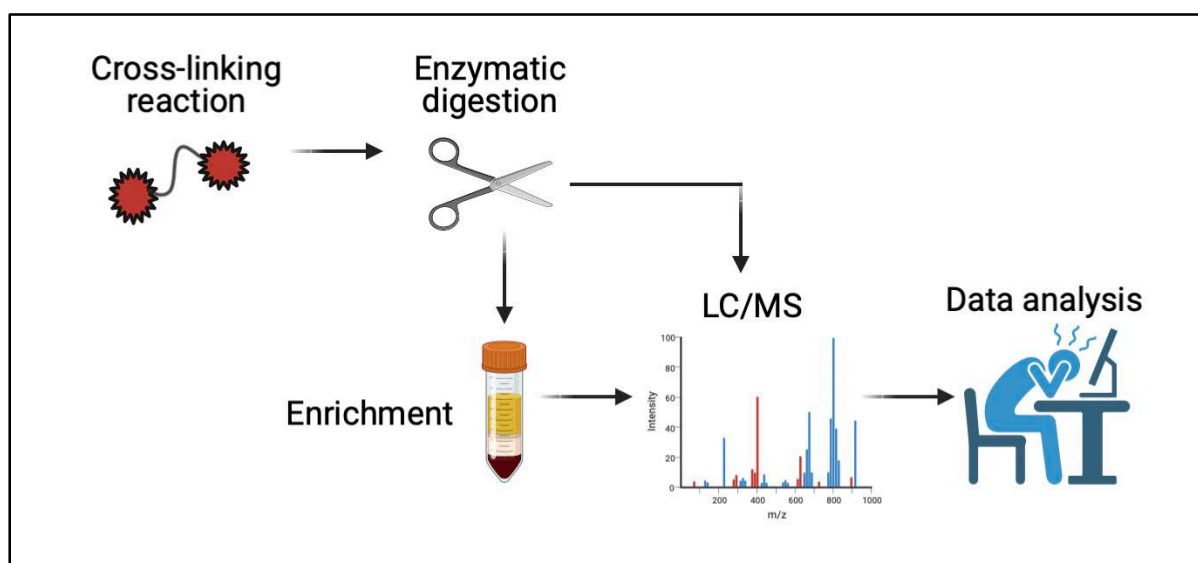 Cross-linking
reaction
Enzymatic
digestion
LC/MS
Data analysis
Enrichment
100
80
60
40
20
0
Intensity
200
400
600
800
1000
m/z